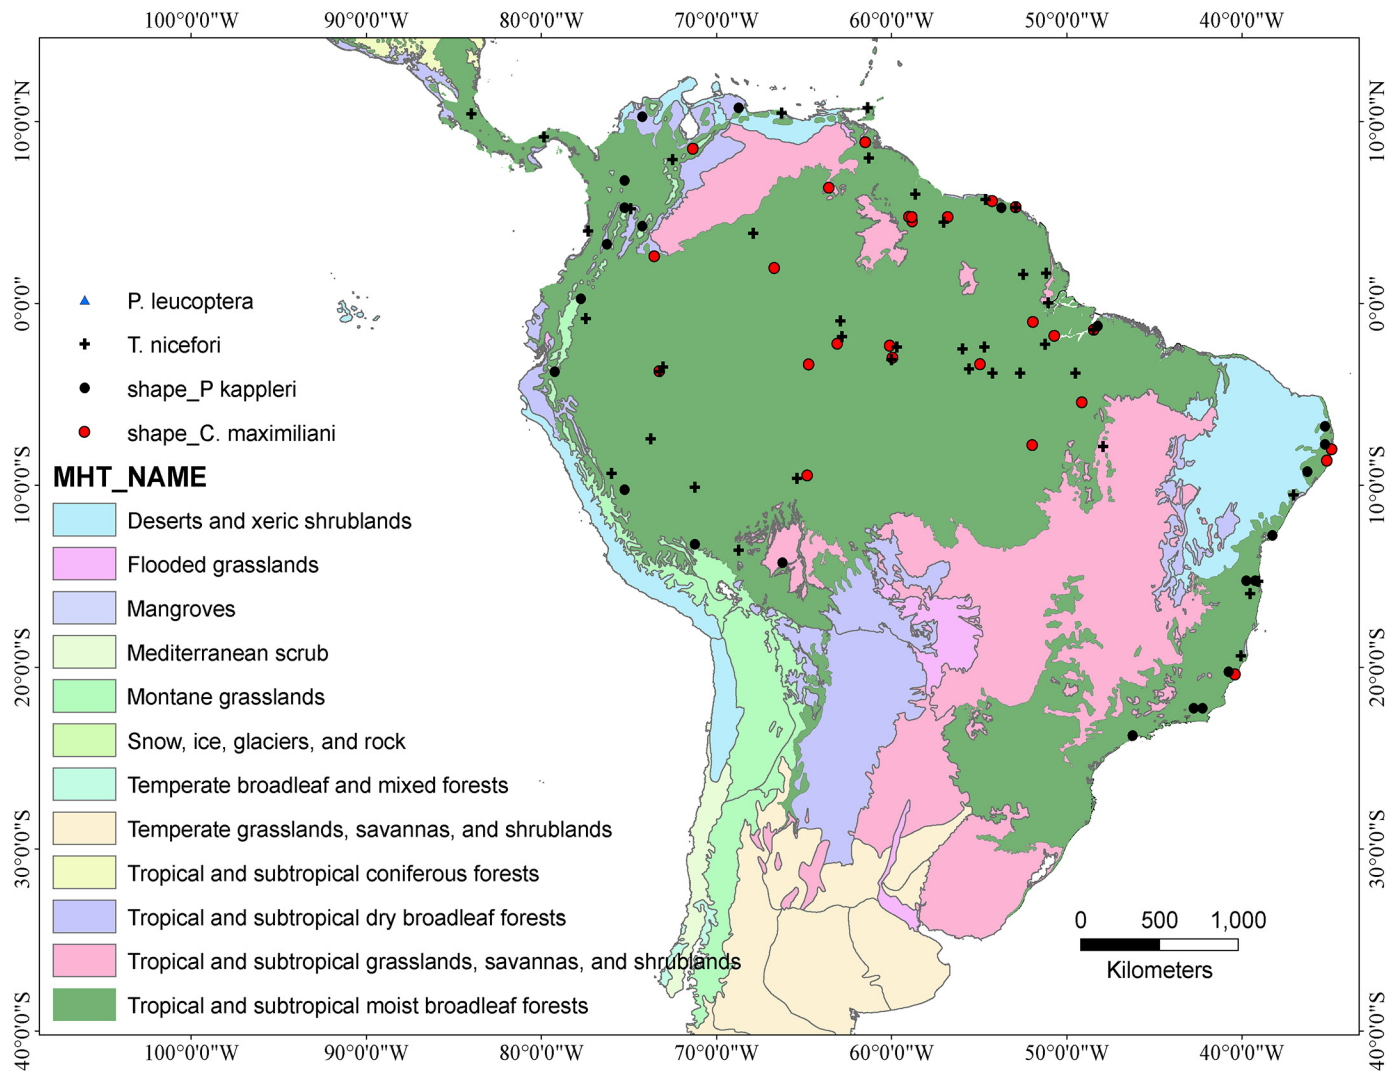 100°0'0"W 90°0'0"W 80°0'0"W 70°0'0"W 60°0'0"W 50°0'0"W 40°0'0"W
10°0'0"N 10°0'0"N
0°0'0" 0°0'0"
P. leucoptera
T. nicefori
shape_P kappleri
shape_C. maximiliani
MHT_NAME
10°0'0"S 10°0'0"S
Deserts and xeric shrublands
Flooded grasslands
Mangroves
Mediterranean scrub
20°0'0"S 20°0'0"S
Montane grasslands
Snow, ice, glaciers, and rock
Temperate broadleaf and mixed forests
Temperate grasslands, savannas, and shrublands
30°0'0"S 30°0'0"S
Tropical and subtropical coniferous forests
Tropical and subtropical dry broadleaf forests
Tropical and subtropical grasslands, savannas, and shrublands
Tropical and subtropical moist broadleaf forests
0 500 1,000
Kilometers
40°0'0"S 40°0'0"S
100°0'0"W 90°0'0"W 80°0'0"W 70°0'0"W 60°0'0"W 50°0'0"W 40°0'0"W